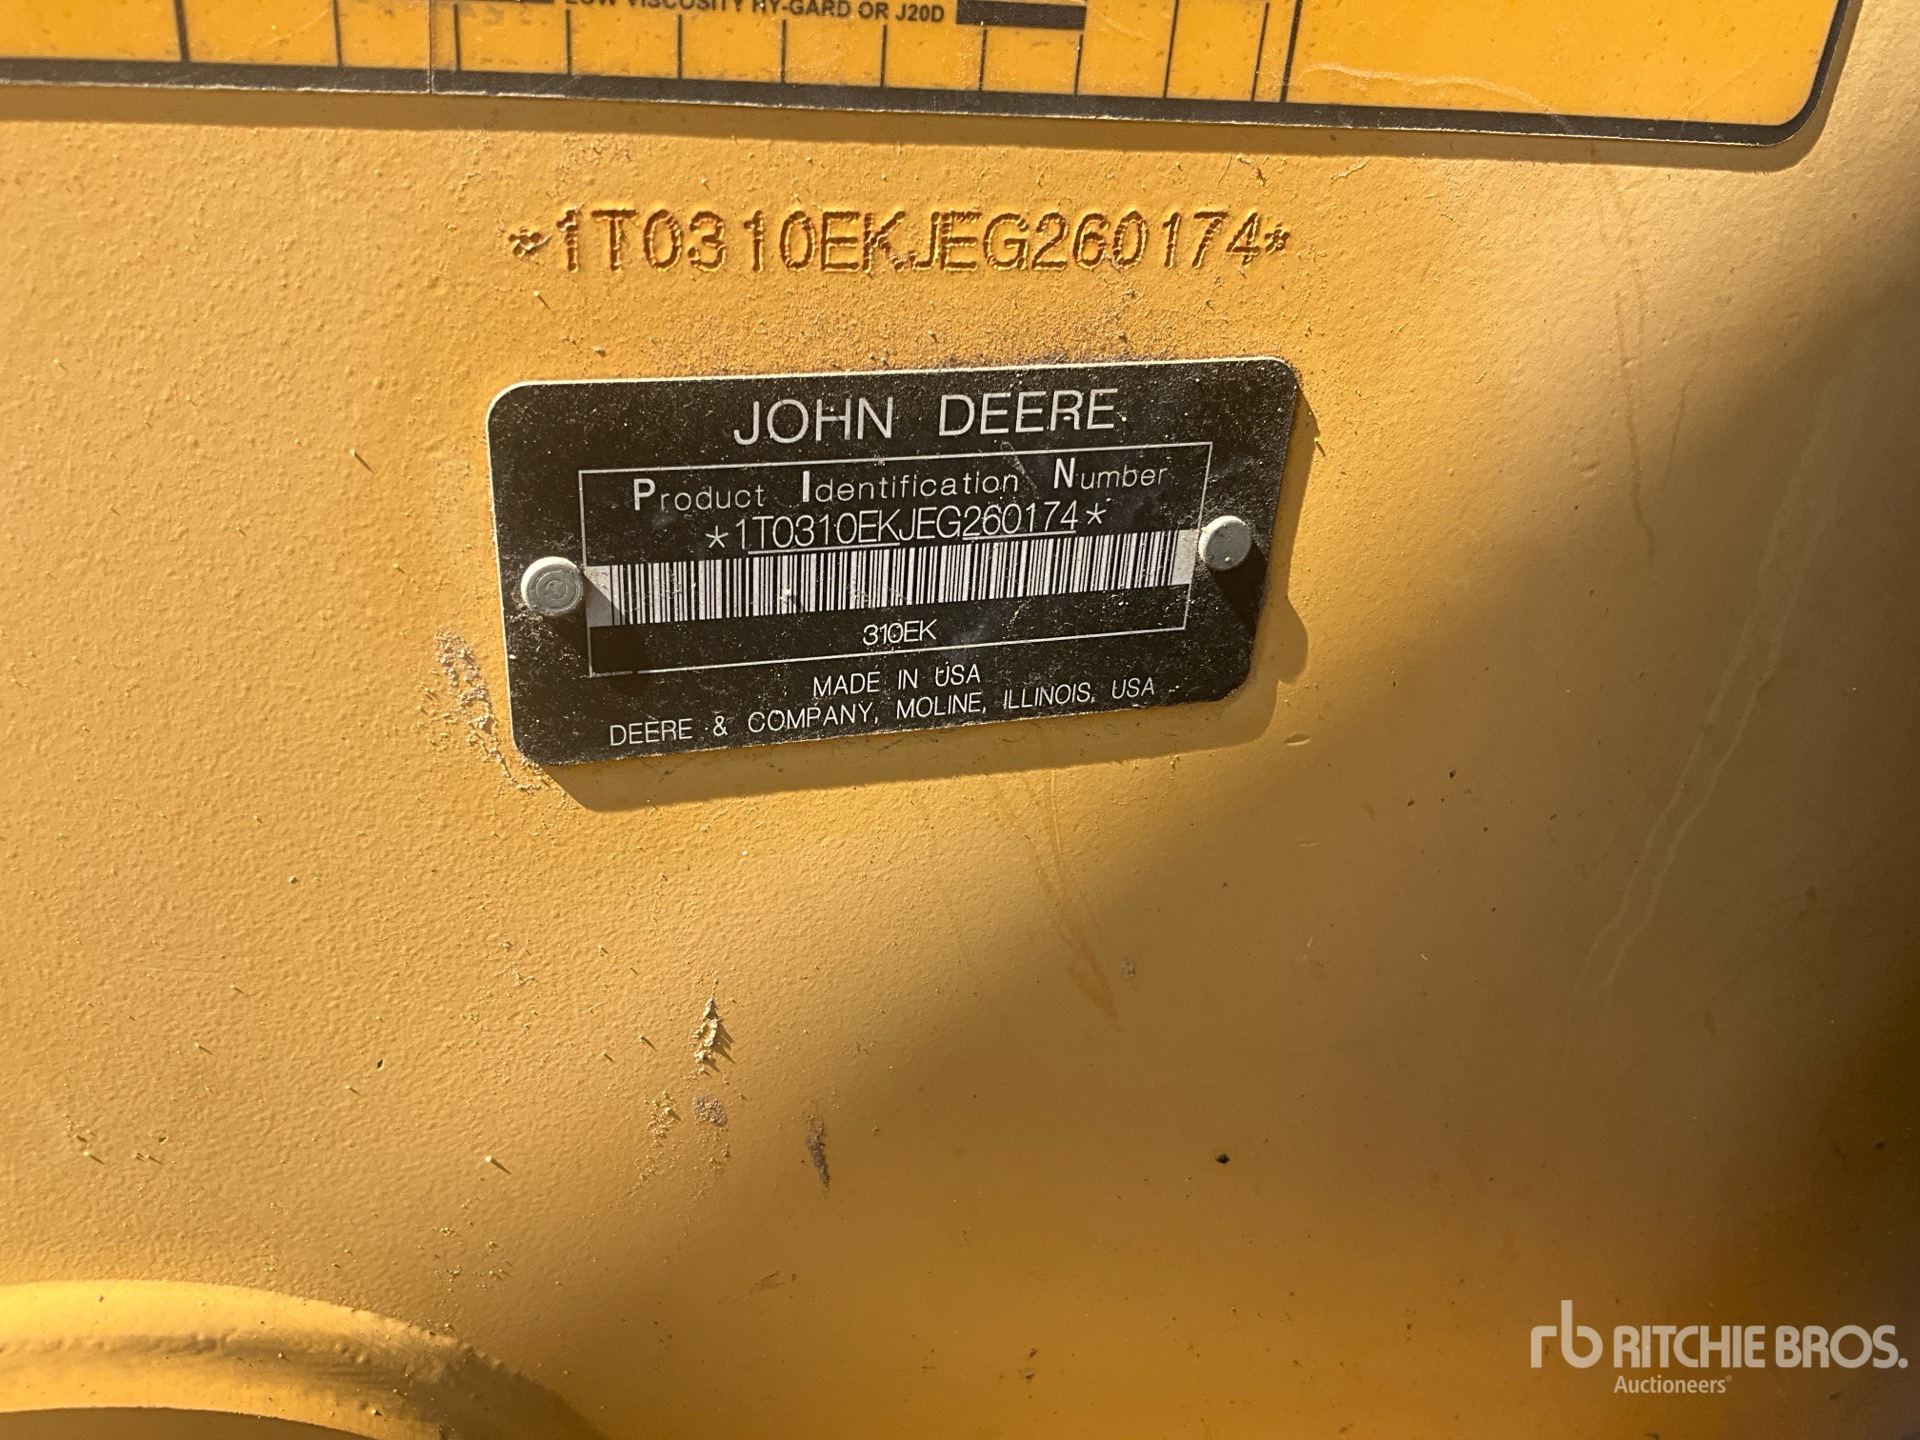 LOW VISCOSITY HY-GARD OR J20D
*1T0310EKJEG260174*
JOHN DEERE
Product Identification Number
*1T0310EKJEG260174*
310EK
MADE IN USA
DEERE & COMPANY, MOLINE, ILLINOIS, USA
rb RITCHIE BROS.
Auctioneers®